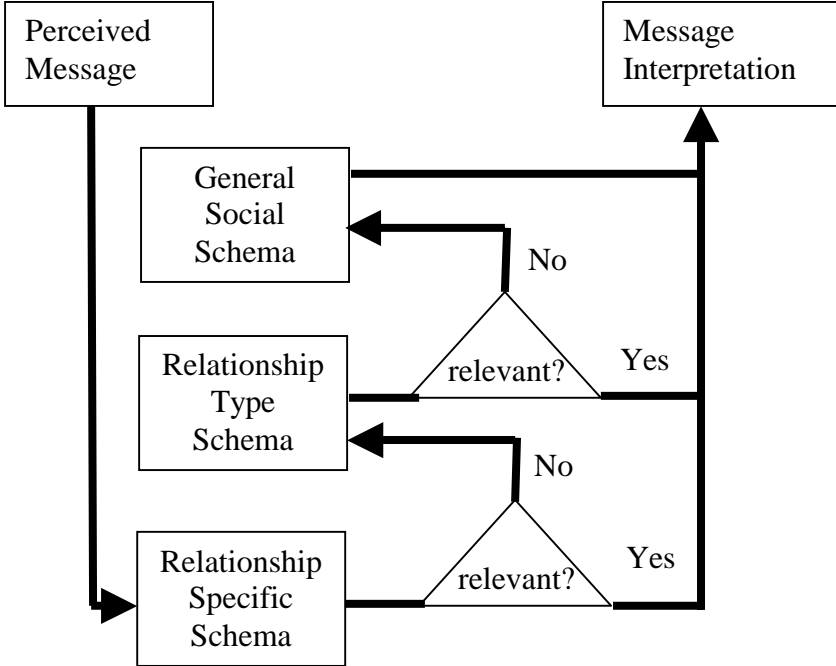 Perceived
Message
Message
Interpretation
General
Social
Schema
No
Relationship
Type
Schema
relevant?
Yes
No
Relationship
Specific
Schema
relevant?
Yes